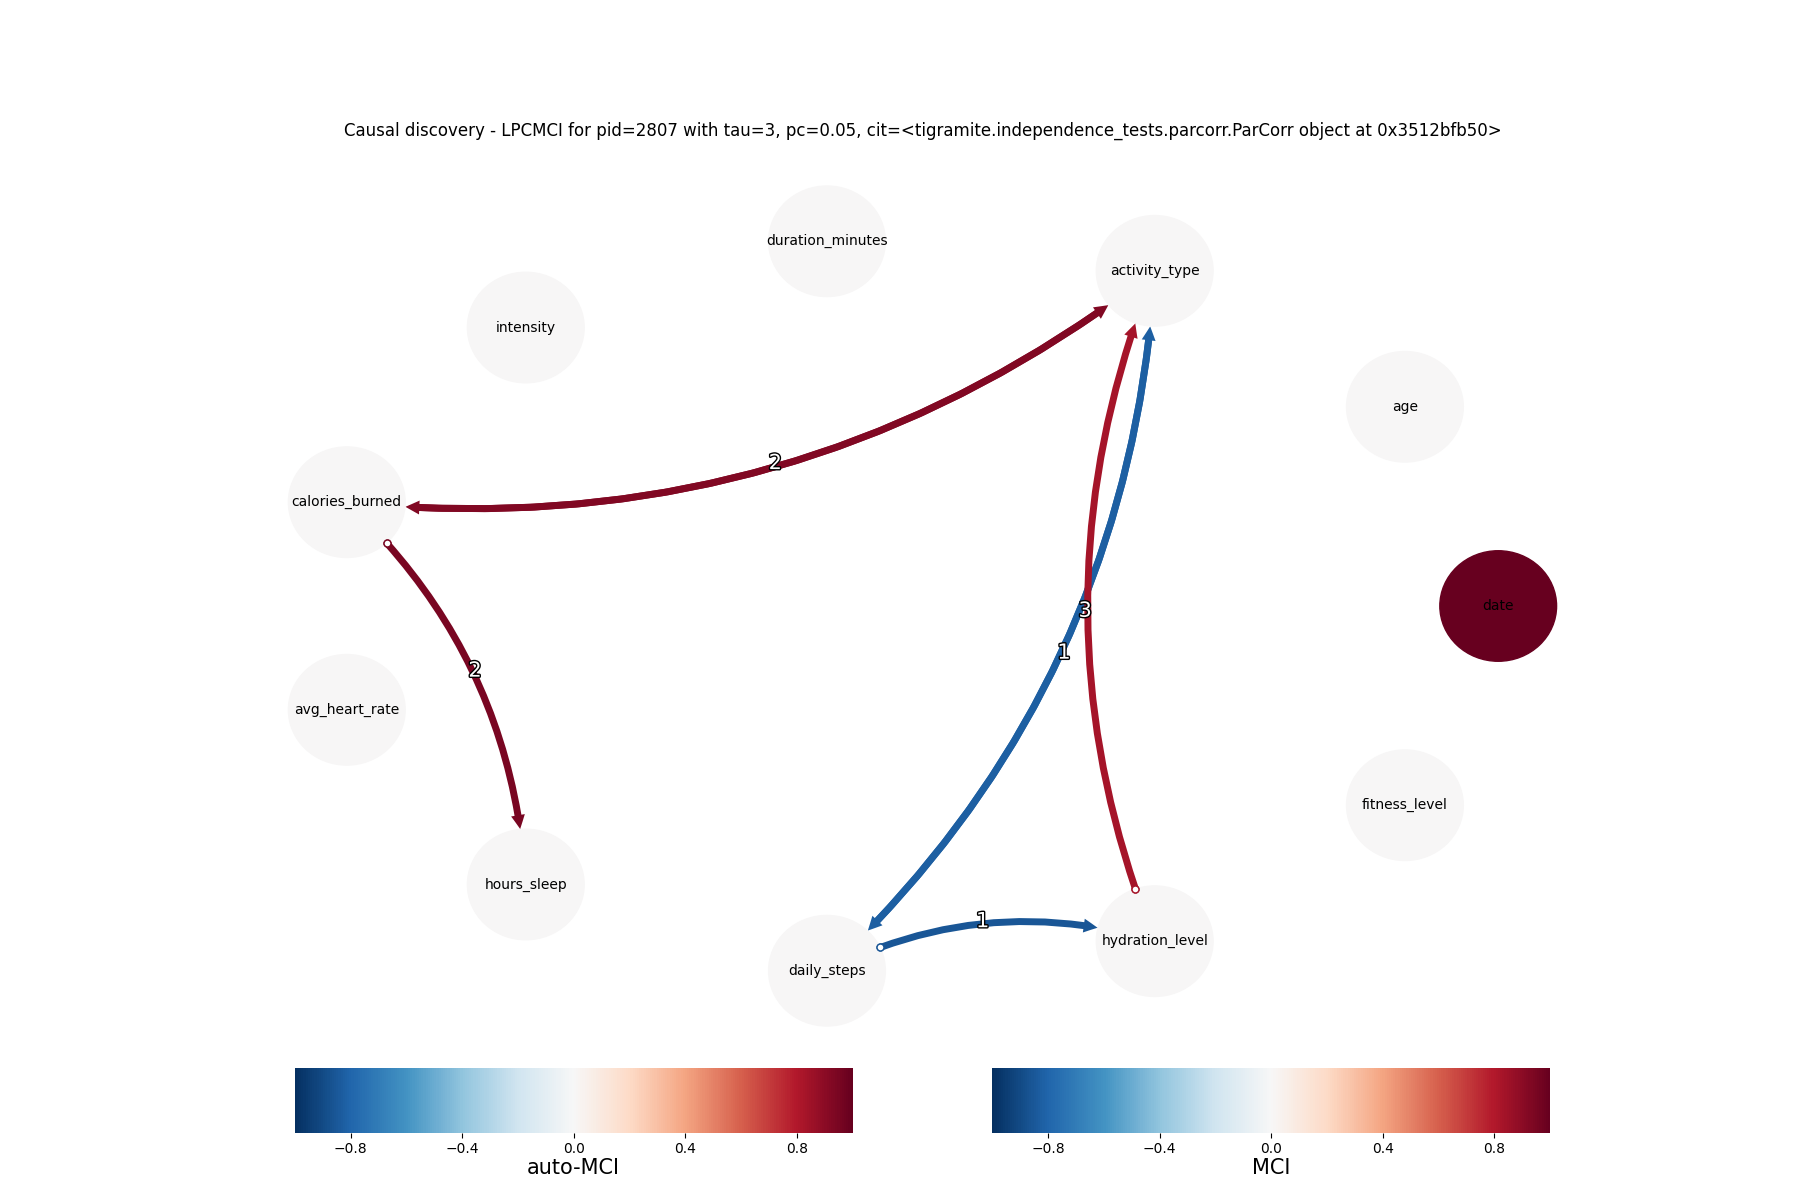 Causal discovery - LPCMCI for pid=2807 with tau=3, pc=0.05, cit=<tigramite.independence_tests.parcorr.ParCorr object at 0x3512bfb50>
duration_minutes
activity_type
intensity
age
2
calories_burned
date
3
1
2
avg_heart_rate
fitness_level
hours_sleep
1
hydration_level
daily_steps
−0.8 −0.4 0.0 0.4 0.8
auto-MCI
−0.8 −0.4 0.0 0.4 0.8
MCI